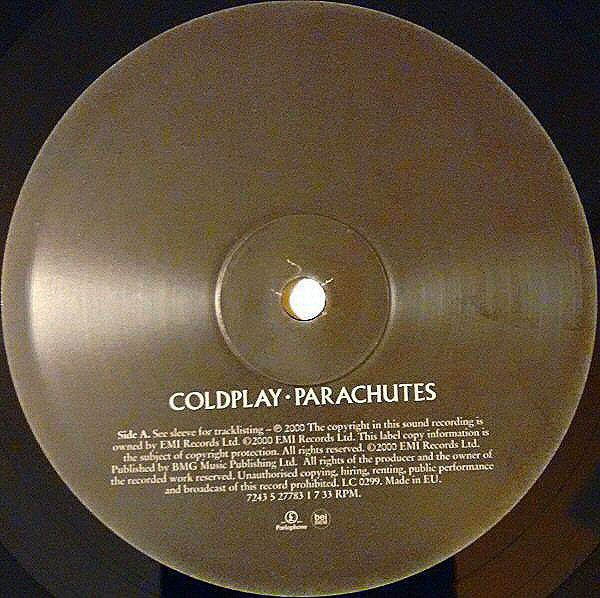 COLDPLAY · PARACHUTES
Side A. See sleeve for tracklisting – ℗ 2000 The copyright in this sound recording is
owned by EMI Records Ltd. ©2000 EMI Records Ltd. This label copy information is
the subject of copyright protection. All rights reserved. ©2000 EMI Records Ltd.
Published by BMG Music Publishing Ltd. All rights of the producer and the owner of
the recorded work reserved. Unauthorised copying, hiring, renting, public performance
and broadcast of this record prohibited. LC 0299. Made in EU.
7243 5 27783 1 7 33 RPM.
£
Parlophone